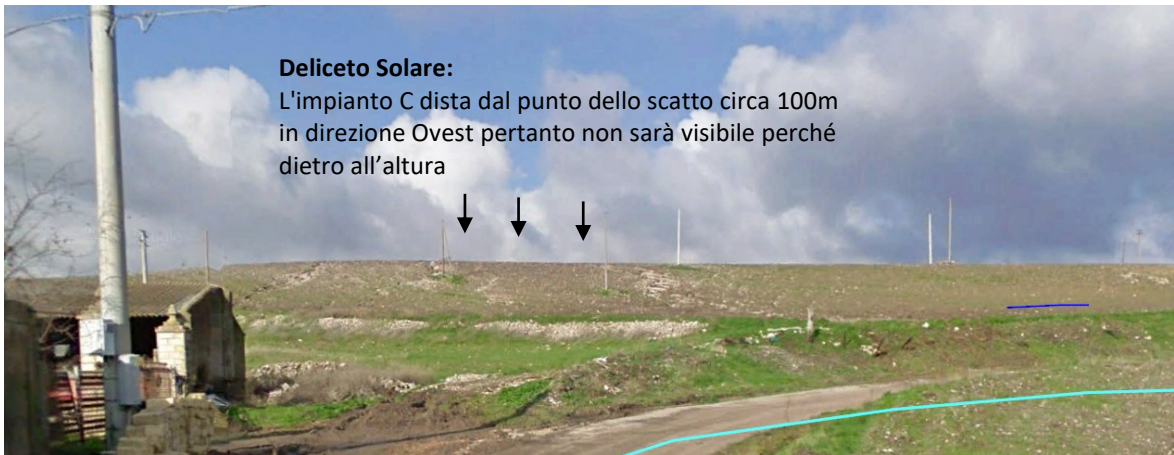 Deliceto Solare:
L'impianto C dista dal punto dello scatto circa 100m
in direzione Ovest pertanto non sarà visibile perché
dietro all’altura